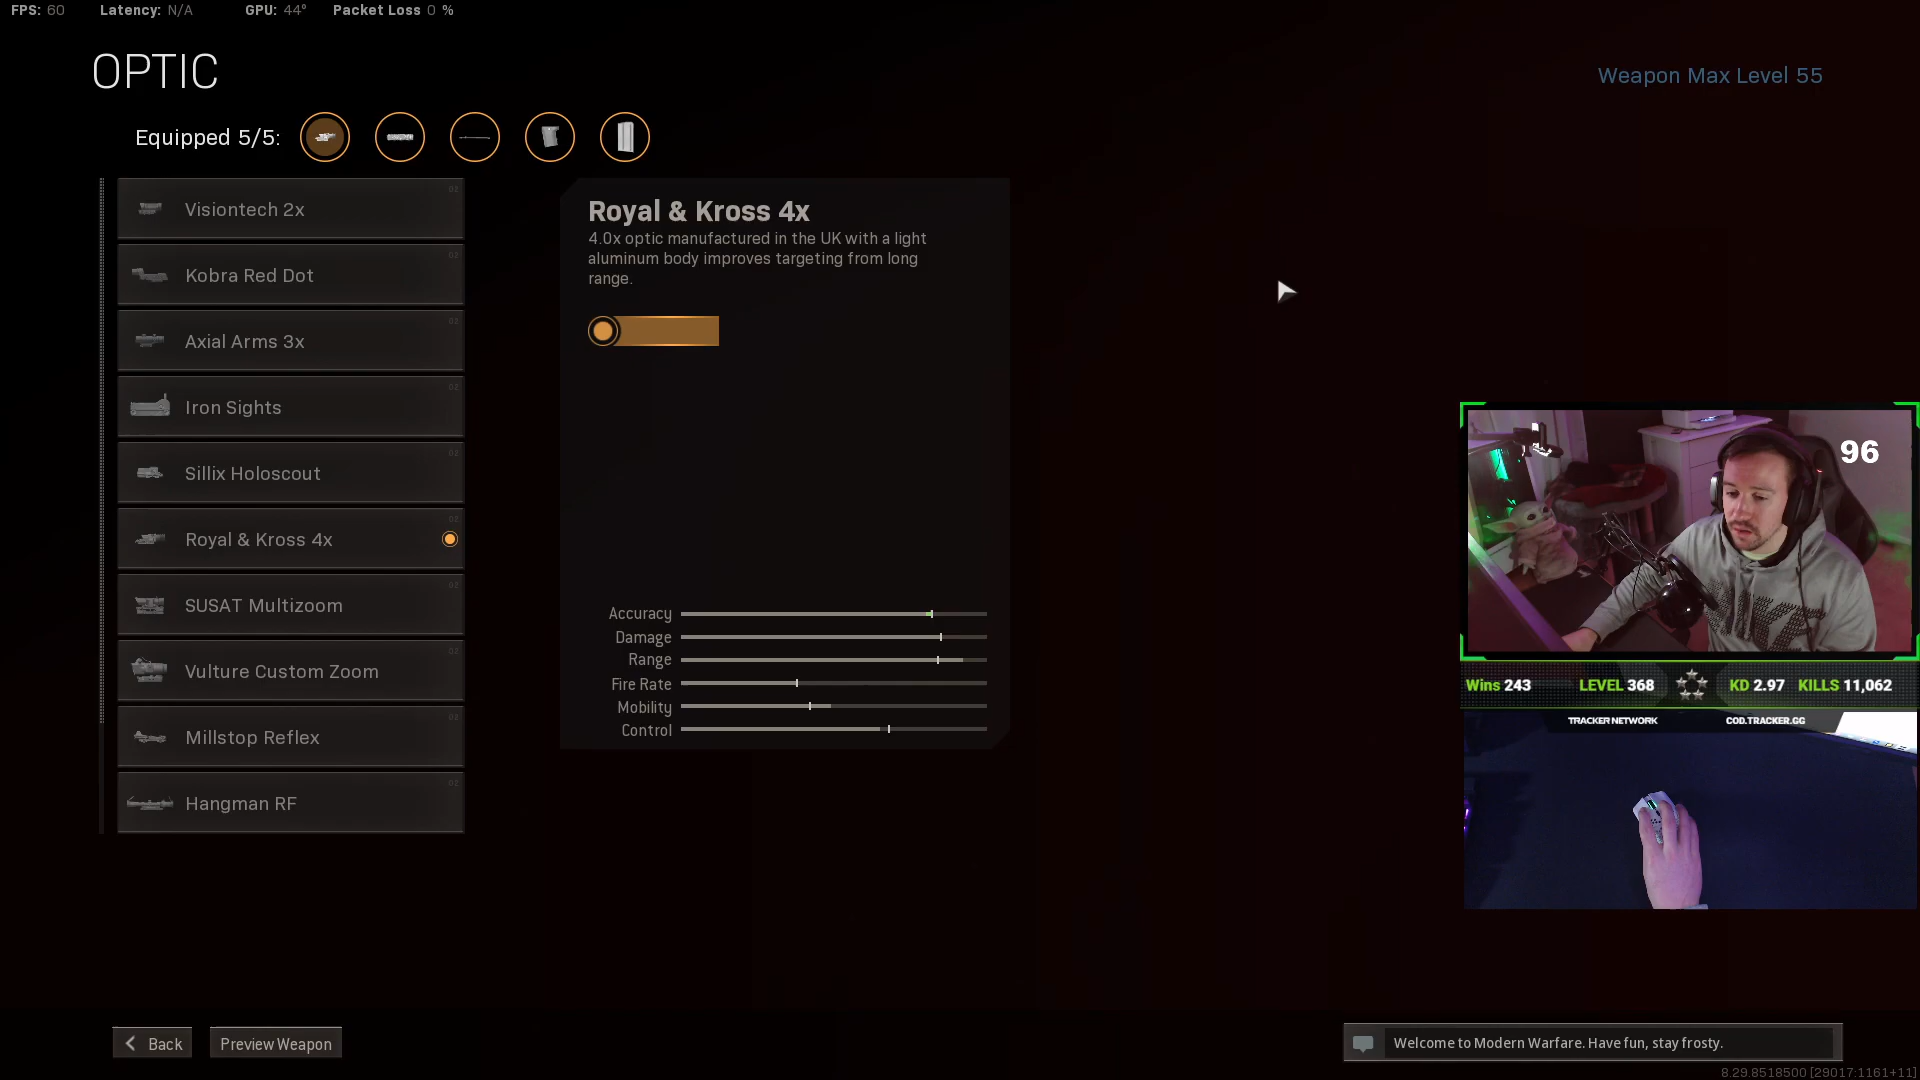 FPS: 60 Latency: N/A GPU: 44° Packet Loss 0 %
OPTIC
Weapon Max Level 55
Equipped 5/5:
Visiontech 2x
Kobra Red Dot
Axial Arms 3x
Iron Sights
Sillix Holoscout
Royal & Kross 4x
SUSAT Multizoom
Vulture Custom Zoom
Millstop Reflex
Hangman RF
Royal & Kross 4x
4.0x optic manufactured in the UK with a light
aluminum body improves targeting from long
range.
Accuracy
Damage
Range
Fire Rate
Mobility
Control
96
Wins 243 LEVEL 368 KD 2.97 KILLS 11,062
TRACKER NETWORK COD.TRACKER.GG
Back
Preview Weapon
Welcome to Modern Warfare. Have fun, stay frosty.
8.29.8518500 [29017:1161+11]